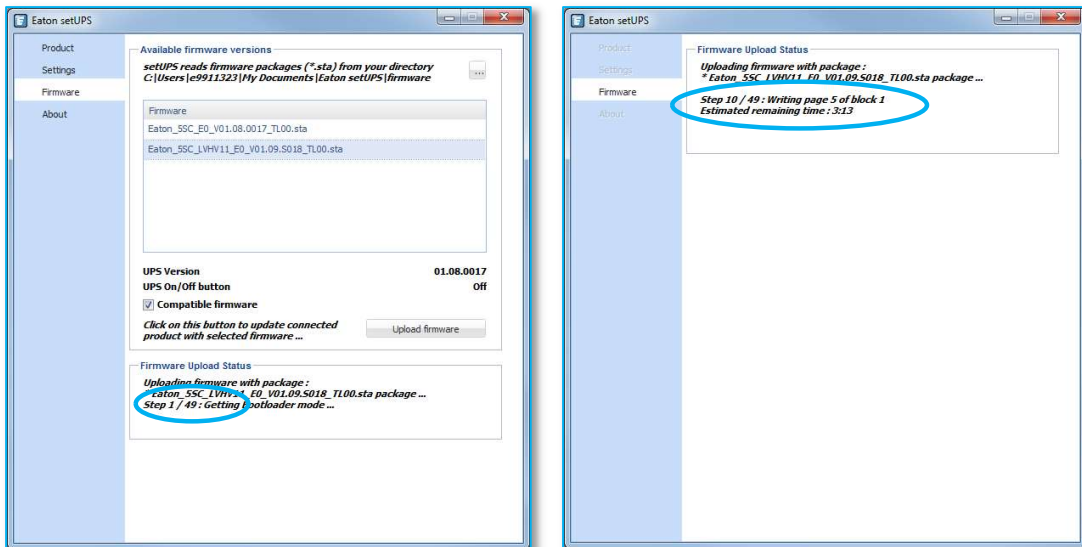 Eaton setUPS
Product
Settings
Firmware
About
Available firmware versions
setUPS reads firmware packages (*.sta) from your directory
C:\Users\e9911323\My Documents\Eaton setUPS\firmware
...
Firmware
Eaton_5SC_E0_V01.08.0017_TL00.sta
Eaton_5SC_LVHV11_E0_V01.09.S018_TL00.sta
UPS Version 01.08.0017
UPS On/Off button Off
Compatible firmware
Click on this button to update connected
product with selected firmware ...
Upload firmware
Firmware Upload Status
Uploading firmware with package :
* Eaton_5SC_LVHV11_E0_V01.09.S018_TL00.sta package ...
Step 1 / 49 : Getting Bootloader mode ...
Eaton setUPS
Product
Settings
Firmware
About
Firmware Upload Status
Uploading firmware with package :
* Eaton_5SC_LVHV11_E0_V01.09.S018_TL00.sta package ...
Step 10 / 49 : Writing page 5 of block 1
Estimated remaining time : 3:13